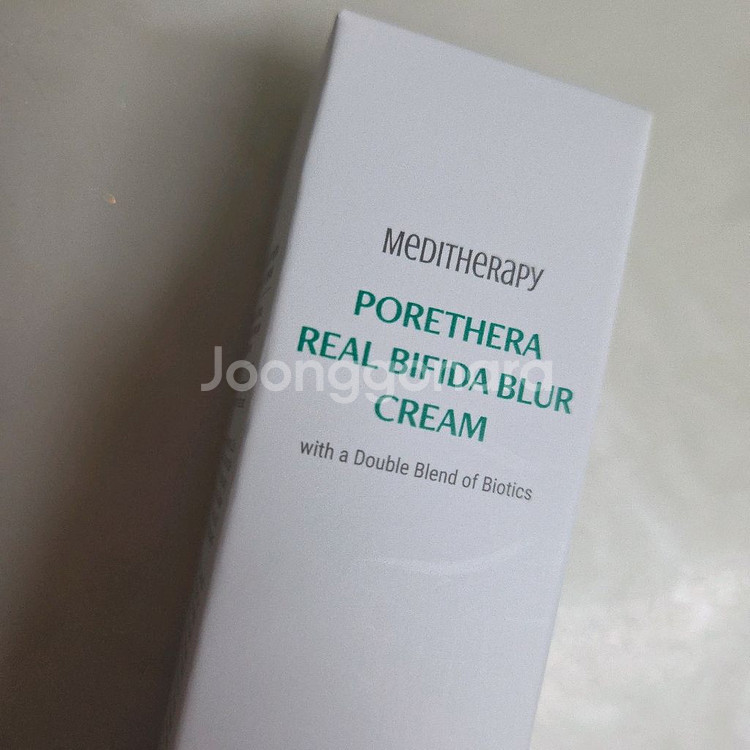 MEDITHERAPY
PORETHERA
REAL BIFIDA BLUR
CREAM
with a Double Blend of Biotics
Joonggonara